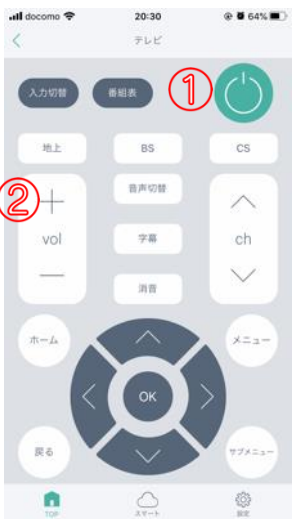 docomo 20:30 64%
テレビ
入力切替 番組表 ①
地上 BS CS
② 音声切替
vol 字幕 ch
消音
ホーム メニュー
OK
戻る サブメニュー
TOP スマート 設定